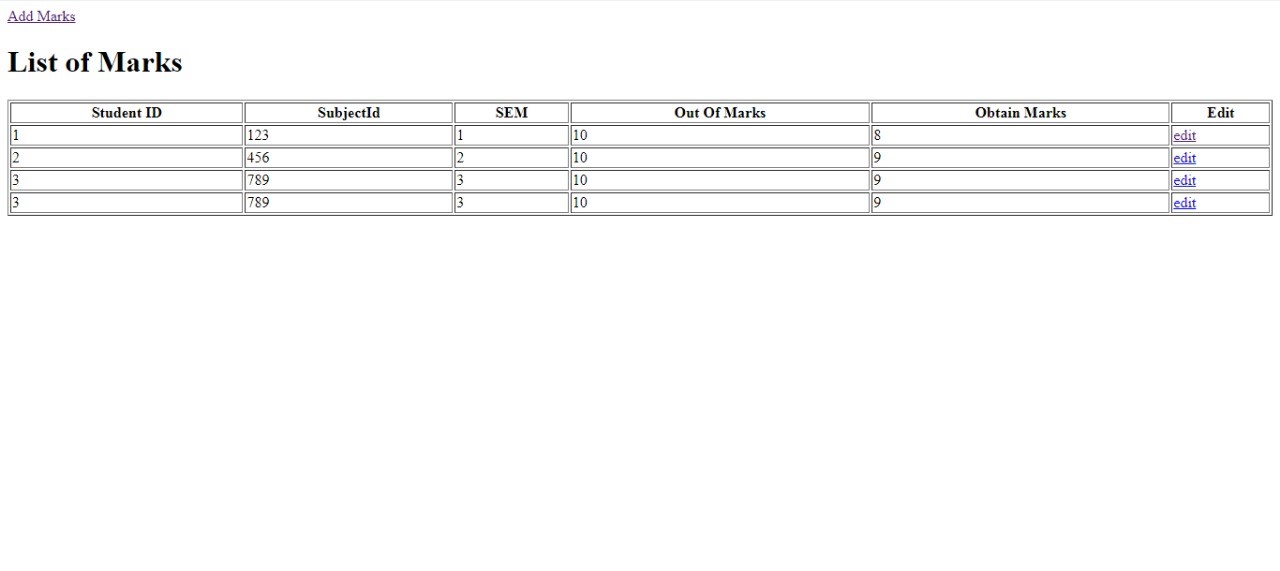 Add Marks
List of Marks
Student ID SubjectId SEM Out Of Marks Obtain Marks Edit
1 123 1 10 8 edit
2 456 2 10 9 edit
3 789 3 10 9 edit
3 789 3 10 9 edit